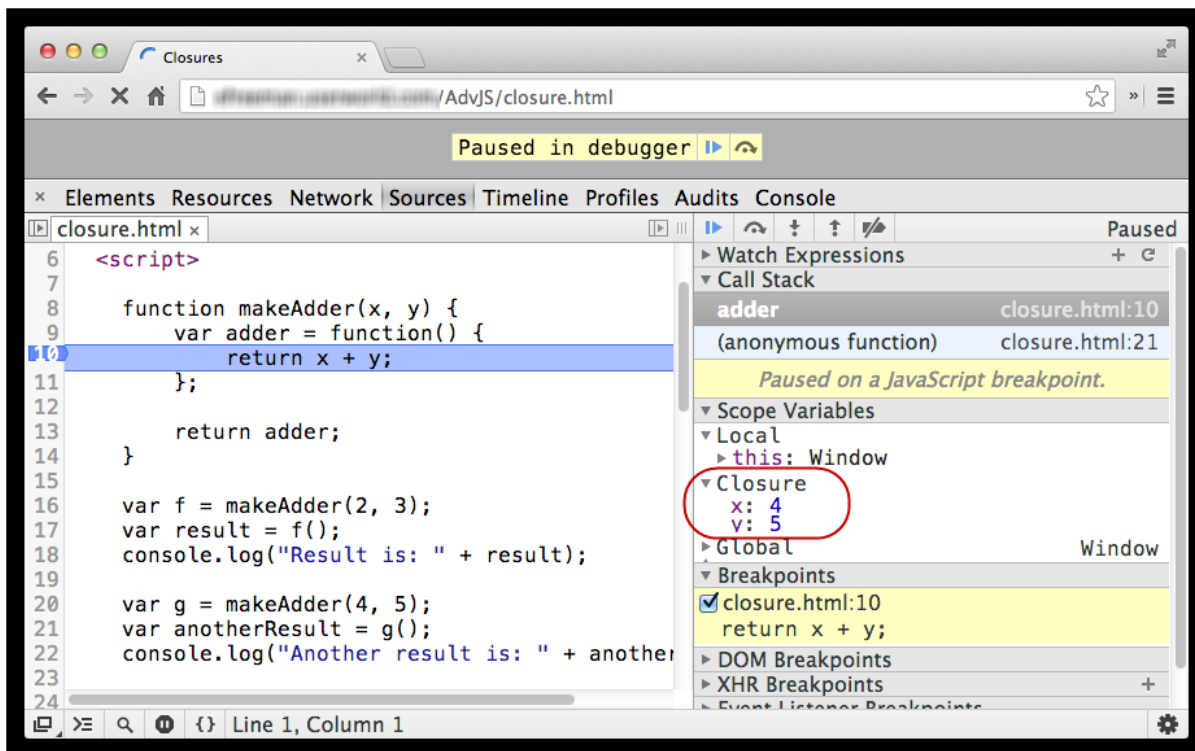 Closures ×
/AdvJS/closure.html
»
Paused in debugger
× Elements Resources Network Sources Timeline Profiles Audits Console
closure.html ×
6 <script>
7
8 function makeAdder(x, y) {
9 var adder = function() {
10 return x + y;
11 };
12
13 return adder;
14 }
15
16 var f = makeAdder(2, 3);
17 var result = f();
18 console.log("Result is: " + result);
19
20 var g = makeAdder(4, 5);
21 var anotherResult = g();
22 console.log("Another result is: " + another
23
24
Paused
Watch Expressions +
Call Stack
adder closure.html:10
(anonymous function) closure.html:21
Paused on a JavaScript breakpoint.
Scope Variables
Local
this: Window
Closure
x: 4
y: 5
Global Window
Breakpoints
closure.html:10
return x + y;
DOM Breakpoints
XHR Breakpoints +
Event Listener Breakpoints
{} Line 1, Column 1